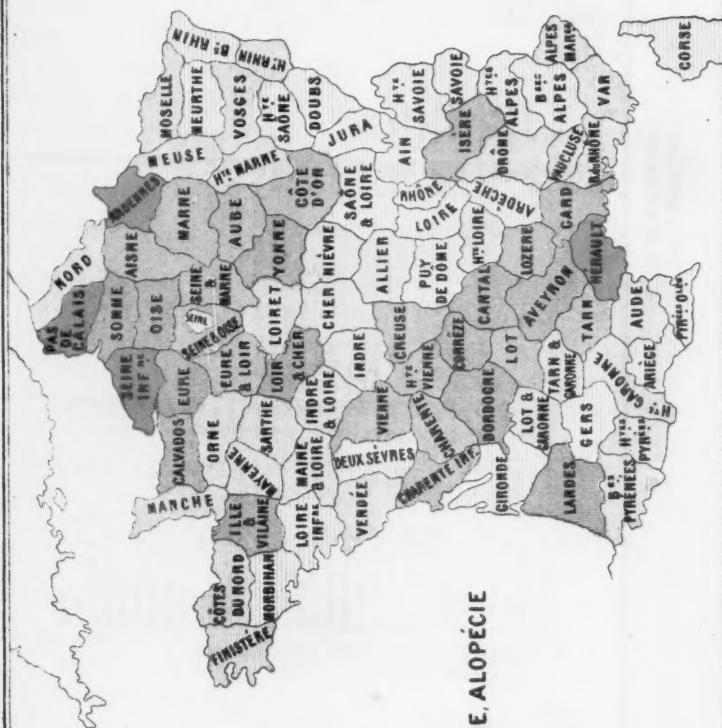 NORD
PAS
DE
CALAIS
SOMME
AISNE
ARDENNES
SEINE
INFRE
OISE
EURE
CALVADOS
MANCHE
ORNE
EURE
& LOIR
SEINE
SEINE & OISE
SEINE
&
MARNE
MARNE
AUBE
MEUSE
HTE MARNE
MOSELLE
MEURTHE
VOSGES
BS RHIN
HT RHIN
HTE
SAÔNE
DOUBS
JURA
CÔTE
D'OR
YONNE
LOIRET
LOIR
& CHER
SARTHE
MAYENNE
ILLE
&
VILAINE
CÔTES
DU NORD
FINISTÈRE
MORBIHAN
LOIRE
INFRE
MAINE
& LOIRE
INDRE
& LOIRE
INDRE
CHER
NIÈVRE
SAÔNE
& LOIRE
ALLIER
CREUSE
VIENNE
DEUX SÈVRES
VENDÉE
CHARENTE INF.
CHARENTE
HTE
VIENNE
PUY
DE DÔME
LOIRE
RHÔNE
AIN
HTE
SAVOIE
SAVOIE
ISÈRE
DRÔME
ARDÈCHE
HTE LOIRE
CANTAL
CORRÈZE
DORDOGNE
GIRONDE
LOT
LOT &
GARONNE
TARN &
GARONNE
AVEYRON
LOZÈRE
GARD
VAUCLUSE
HTES
ALPES
BSES
ALPES
ALPES
MARES
VAR
BS DU RHÔNE
HÉRAULT
TARN
AUDE
PYRÉES OLES
ARIÈGE
HTE GARONNE
GERS
LANDES
BSES
PYRÉNÉES
HTES
PYRÉNÉES
CORSE
E, ALOPÉCIE